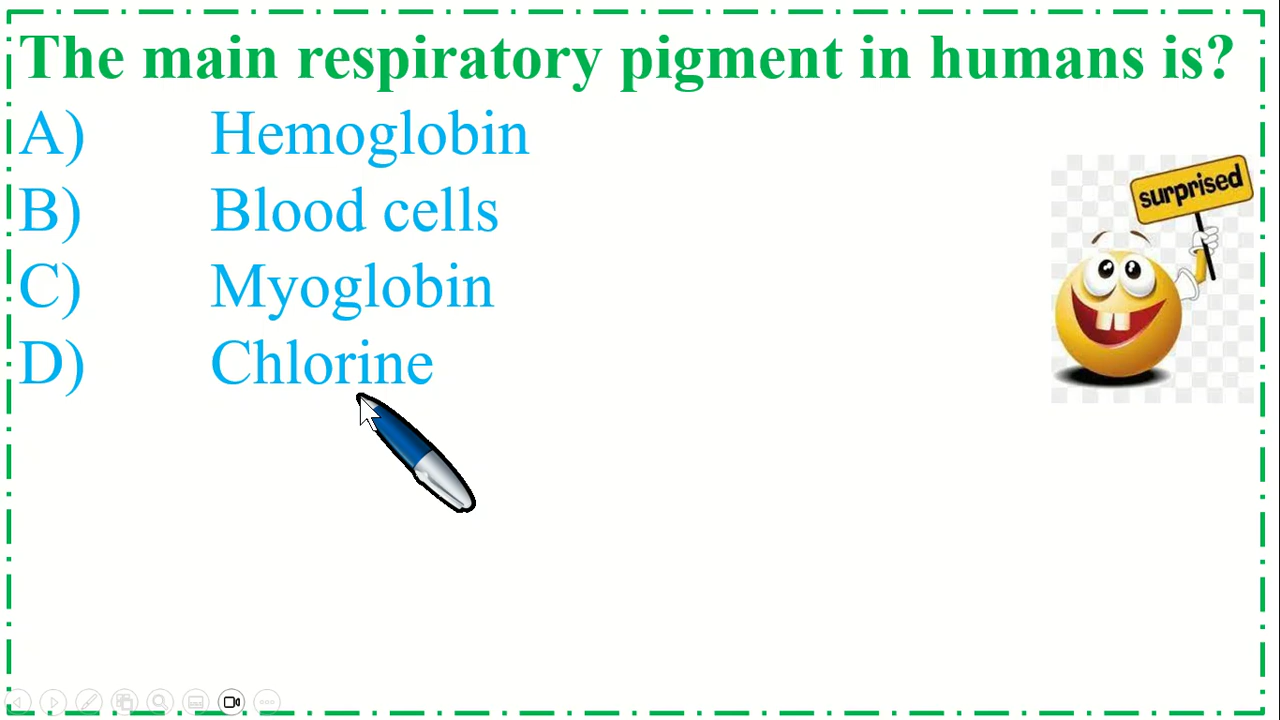 The main respiratory pigment in humans is?
A) Hemoglobin
B) Blood cells
C) Myoglobin
D) Chlorine
surprised